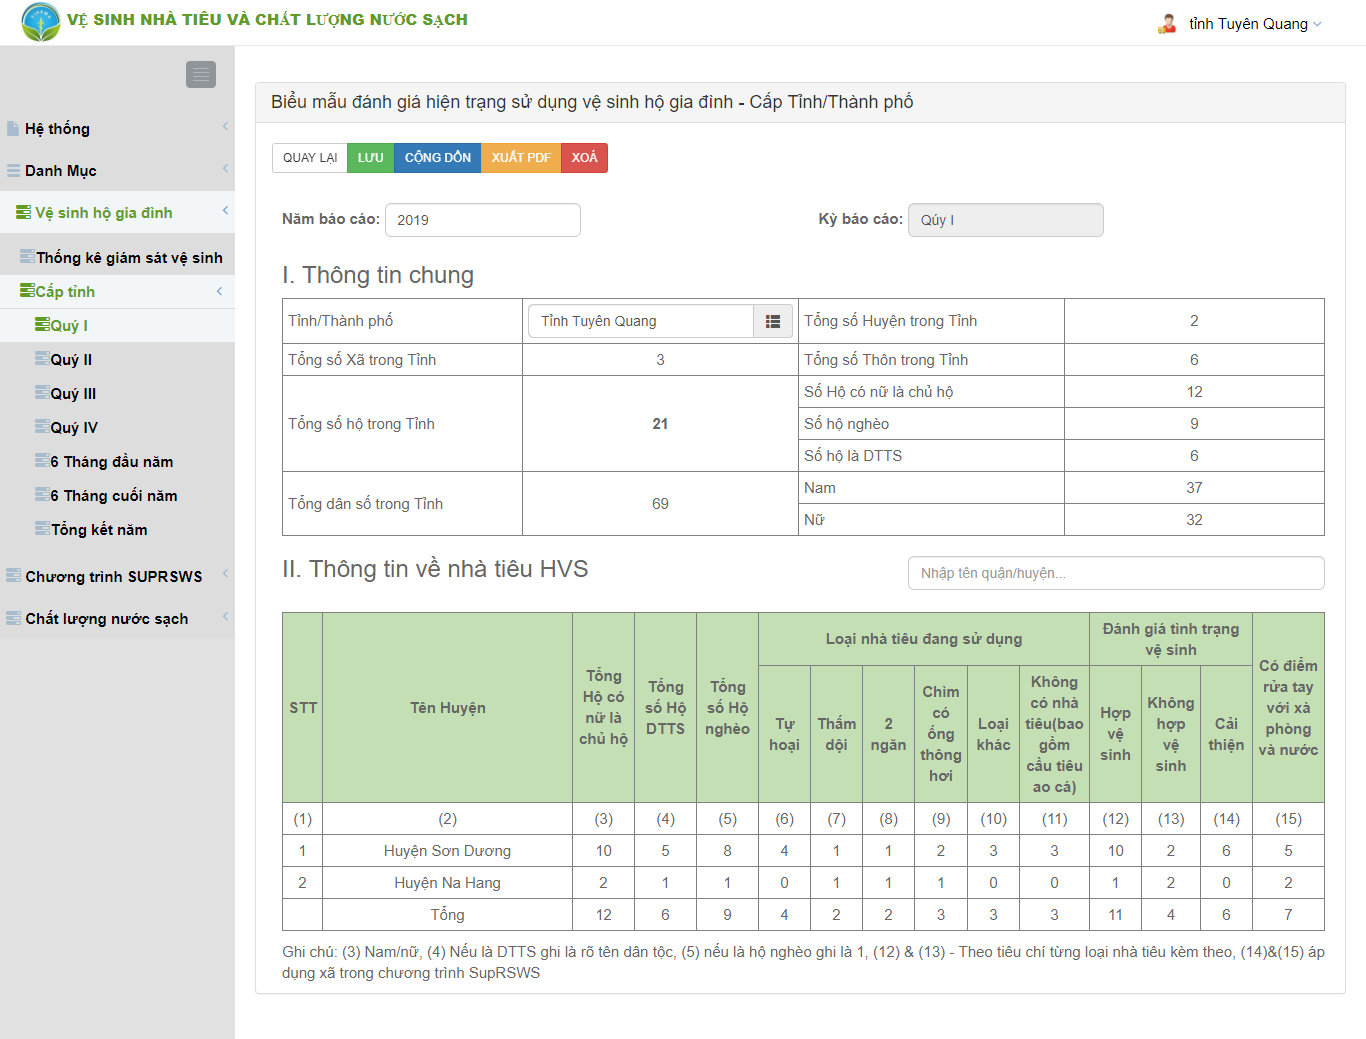 VỆ SINH NHÀ TIÊU VÀ CHẤT LƯỢNG NƯỚC SẠCH
tỉnh Tuyên Quang
Hệ thống
Danh Mục
Vệ sinh hộ gia đình
Thống kê giám sát vệ sinh
Cấp tỉnh
Quý I
Quý II
Quý III
Quý IV
6 Tháng đầu năm
6 Tháng cuối năm
Tổng kết năm
Chương trình SUPRSWS
Chất lượng nước sạch
Biểu mẫu đánh giá hiện trạng sử dụng vệ sinh hộ gia đình - Cấp Tỉnh/Thành phố
QUAY LẠI LƯU CỘNG DỒN XUẤT PDF XOÁ
Năm báo cáo: 2019 Kỳ báo cáo: Qúy I
I. Thông tin chung
Tỉnh/Thành phố Tỉnh Tuyên Quang Tổng số Huyện trong Tỉnh 2
Tổng số Xã trong Tỉnh 3 Tổng số Thôn trong Tỉnh 6
Tổng số hộ trong Tỉnh 21
Số Hộ có nữ là chủ hộ 12
Số hộ nghèo 9
Số hộ là DTTS 6
Tổng dân số trong Tỉnh 69
Nam 37
Nữ 32
II. Thông tin về nhà tiêu HVS
Nhập tên quận/huyện...
STT
Tên Huyện
Tổng
Hộ có
nữ là
chủ hộ
Tổng
số Hộ
DTTS
Tổng
số Hộ
nghèo
Loại nhà tiêu đang sử dụng
Tự
hoại
Thấm
dội
2
ngăn
Chìm
có
ống
thông
hơi
Loại
khác
Không
có nhà
tiêu(bao
gồm
cầu tiêu
ao cá)
Đánh giá tình trạng
vệ sinh
Hợp
vệ
sinh
Không
hợp
vệ
sinh
Cải
thiện
Có điểm
rửa tay
với xà
phòng
và nước
(1) (2) (3) (4) (5) (6) (7) (8) (9) (10) (11) (12) (13) (14) (15)
1 Huyện Sơn Dương 10 5 8 4 1 1 2 3 3 10 2 6 5
2 Huyện Na Hang 2 1 1 0 1 1 1 0 0 1 2 0 2
Tổng 12 6 9 4 2 2 3 3 3 11 4 6 7
Ghi chú: (3) Nam/nữ, (4) Nếu là DTTS ghi là rõ tên dân tộc, (5) nếu là hộ nghèo ghi là 1, (12) & (13) - Theo tiêu chí từng loại nhà tiêu kèm theo, (14)&(15) áp
dụng xã trong chương trình SupRSWS